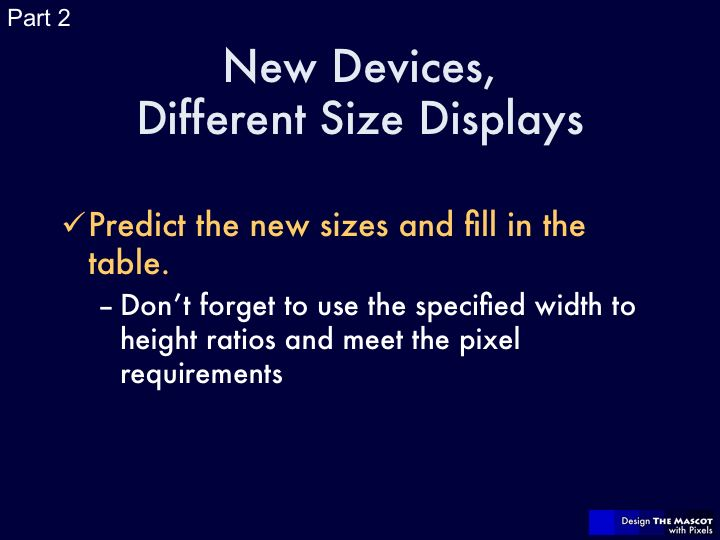 Part 2
New Devices,
Different Size Displays
✓Predict the new sizes and fill in the
table.
– Don't forget to use the specified width to
height ratios and meet the pixel
requirements
Design THE MASCOT
with Pixels